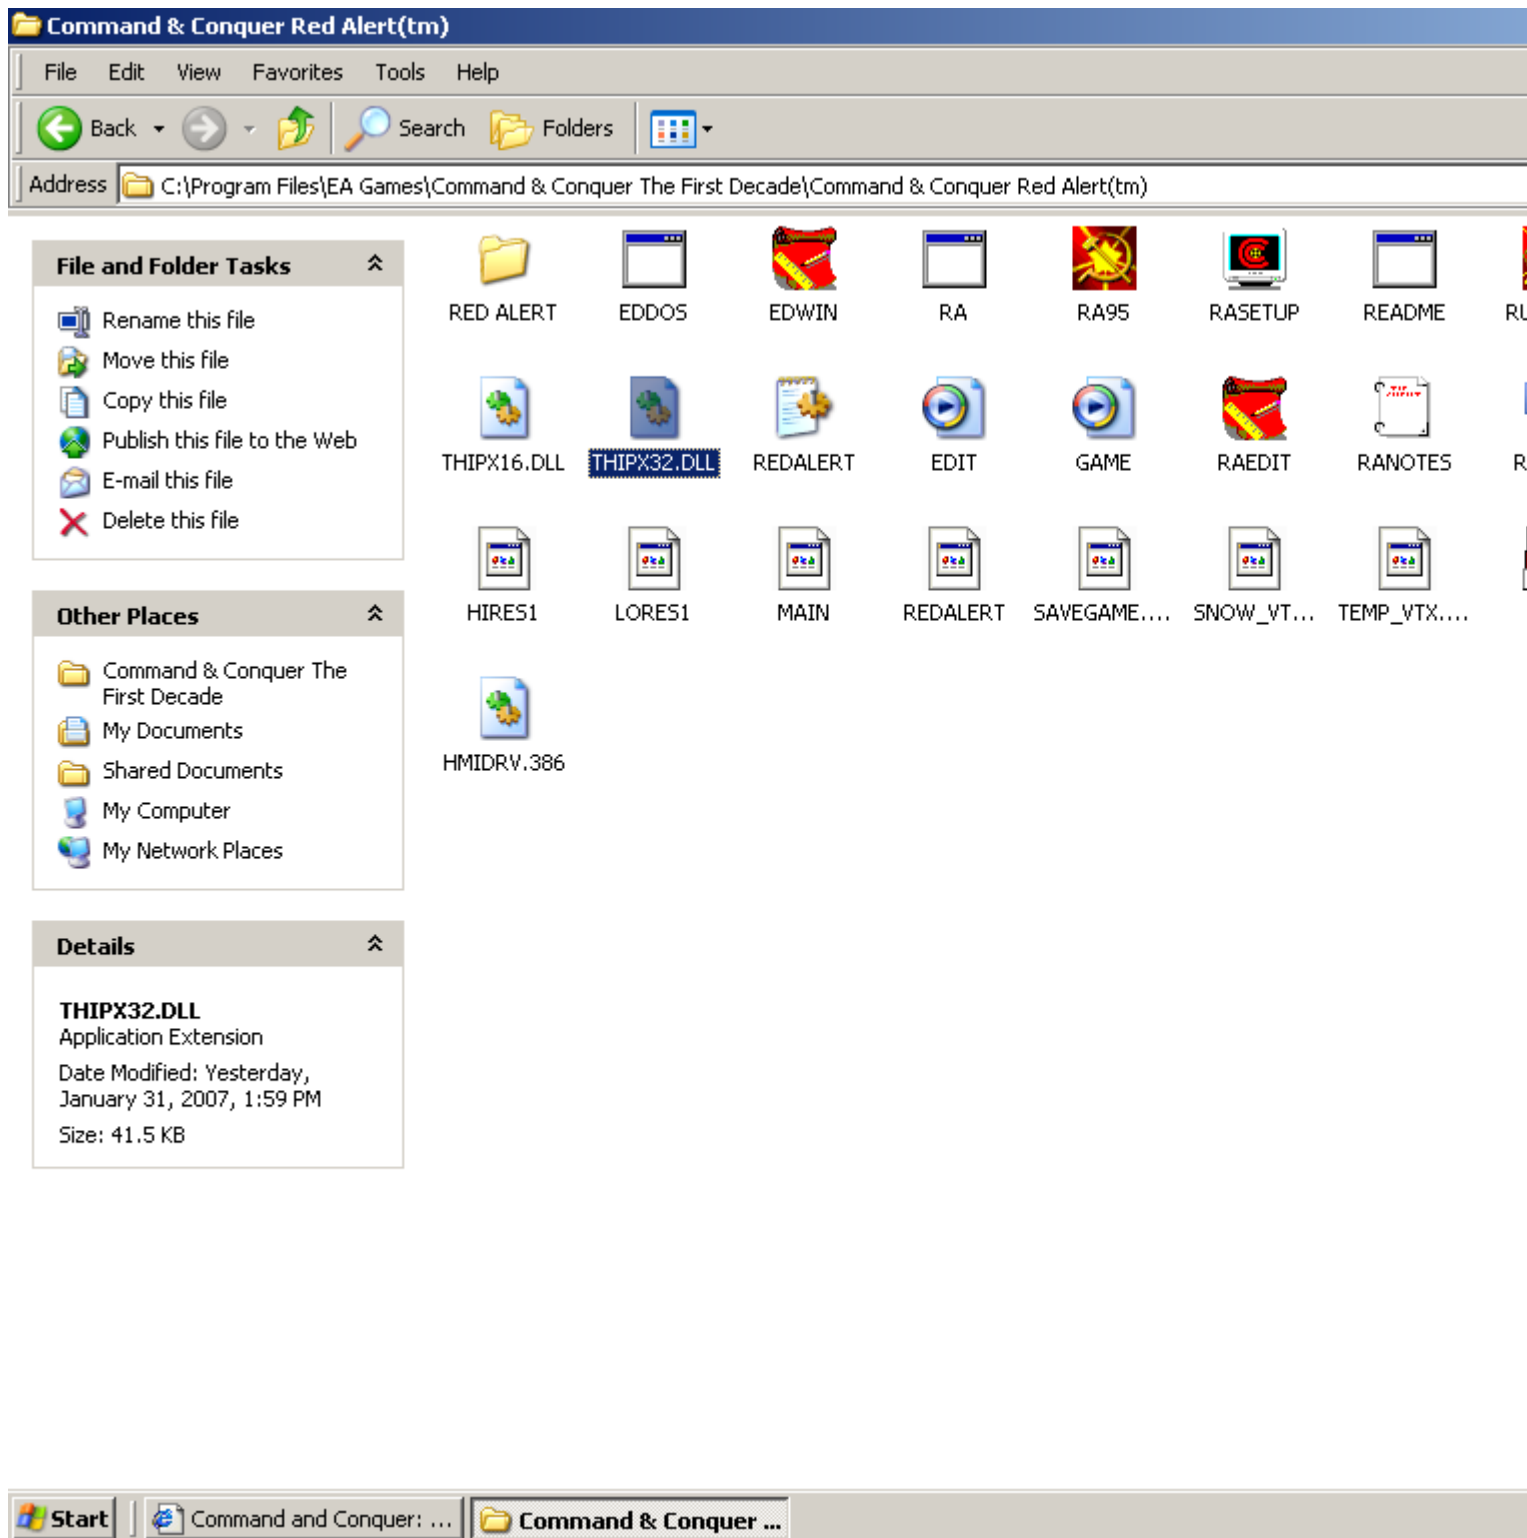 Command & Conquer Red Alert(tm)
File Edit View Favorites Tools Help
Back Search Folders
Address C:\Program Files\EA Games\Command & Conquer The First Decade\Command & Conquer Red Alert(tm)
File and Folder Tasks
Rename this file
Move this file
Copy this file
Publish this file to the Web
E-mail this file
Delete this file
Other Places
Command & Conquer The
First Decade
My Documents
Shared Documents
My Computer
My Network Places
Details
THIPX32.DLL
Application Extension
Date Modified: Yesterday,
January 31, 2007, 1:59 PM
Size: 41.5 KB
RED ALERT EDDOS EDWIN RA RA95 RASETUP README RU
THIPX16.DLL THIPX32.DLL REDALERT EDIT GAME RAEDIT RANOTES R
HIRES1 LORES1 MAIN REDALERT SAVEGAME.... SNOW_VT... TEMP_VTX....
HMIDRV.386
Start Command and Conquer: ... Command & Conquer ...